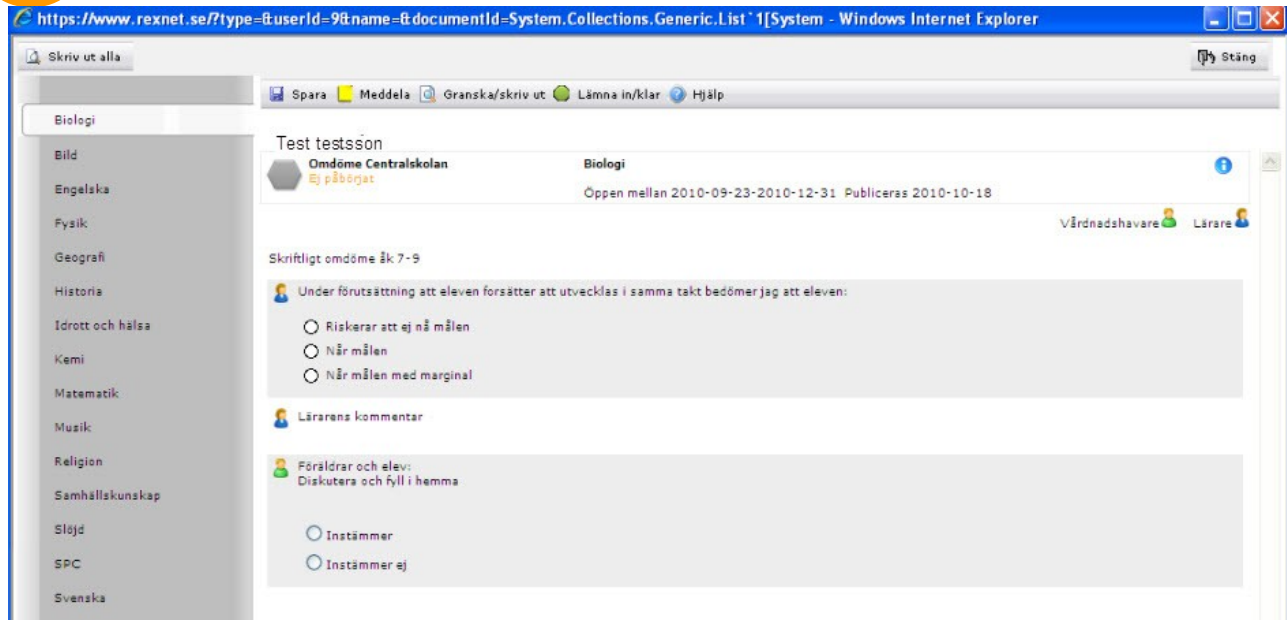 https://www.rexnet.se/?type=&userId=9&name=&documentId=System.Collections.Generic.List`1[System - Windows Internet Explorer
Skriv ut alla
Stäng
Spara Meddela Granska/skriv ut Lämna in/klar Hjälp
Biologi
Bild
Engelska
Fysik
Geografi
Historia
Idrott och hälsa
Kemi
Matematik
Musik
Religion
Samhällskunskap
Slöjd
SPC
Svenska
Test testsson
Omdöme Centralskolan
Ej påbörjat
Biologi
Öppen mellan 2010-09-23-2010-12-31 Publiceras 2010-10-18
Vårdnadshavare Lärare
Skriftligt omdöme åk 7-9
Under förutsättning att eleven forsätter att utvecklas i samma takt bedömer jag att eleven:
Riskerar att ej nå målen
Når målen
Når målen med marginal
Lärarens kommentar
Föräldrar och elev:
Diskutera och fyll i hemma
Instämmer
Instämmer ej